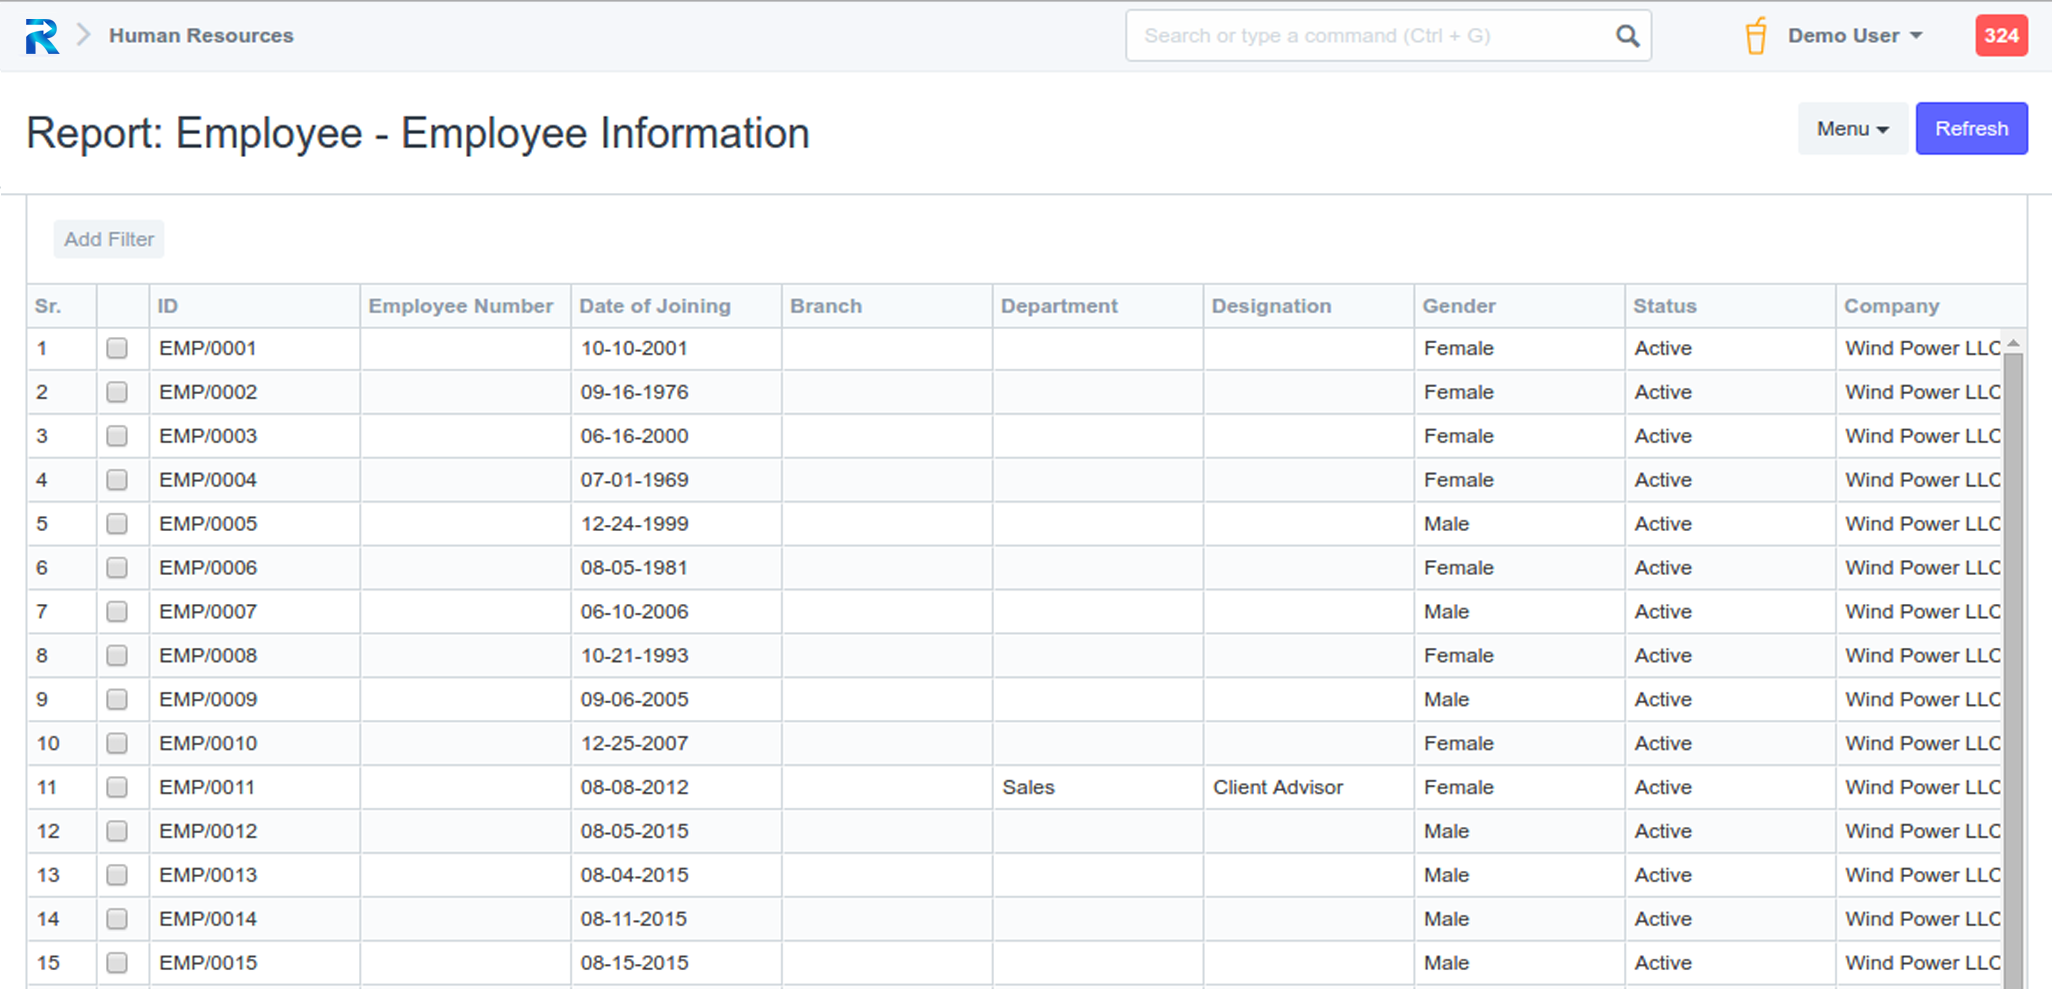 Human Resources Search or type a command (Ctrl + G) Demo User 324
Report: Employee - Employee Information Menu Refresh
Add Filter
Sr. ID Employee Number Date of Joining Branch Department Designation Gender Status Company
1 EMP/0001 10-10-2001 Female Active Wind Power LLC
2 EMP/0002 09-16-1976 Female Active Wind Power LLC
3 EMP/0003 06-16-2000 Female Active Wind Power LLC
4 EMP/0004 07-01-1969 Female Active Wind Power LLC
5 EMP/0005 12-24-1999 Male Active Wind Power LLC
6 EMP/0006 08-05-1981 Female Active Wind Power LLC
7 EMP/0007 06-10-2006 Male Active Wind Power LLC
8 EMP/0008 10-21-1993 Female Active Wind Power LLC
9 EMP/0009 09-06-2005 Male Active Wind Power LLC
10 EMP/0010 12-25-2007 Female Active Wind Power LLC
11 EMP/0011 08-08-2012 Sales Client Advisor Female Active Wind Power LLC
12 EMP/0012 08-05-2015 Male Active Wind Power LLC
13 EMP/0013 08-04-2015 Male Active Wind Power LLC
14 EMP/0014 08-11-2015 Male Active Wind Power LLC
15 EMP/0015 08-15-2015 Male Active Wind Power LLC